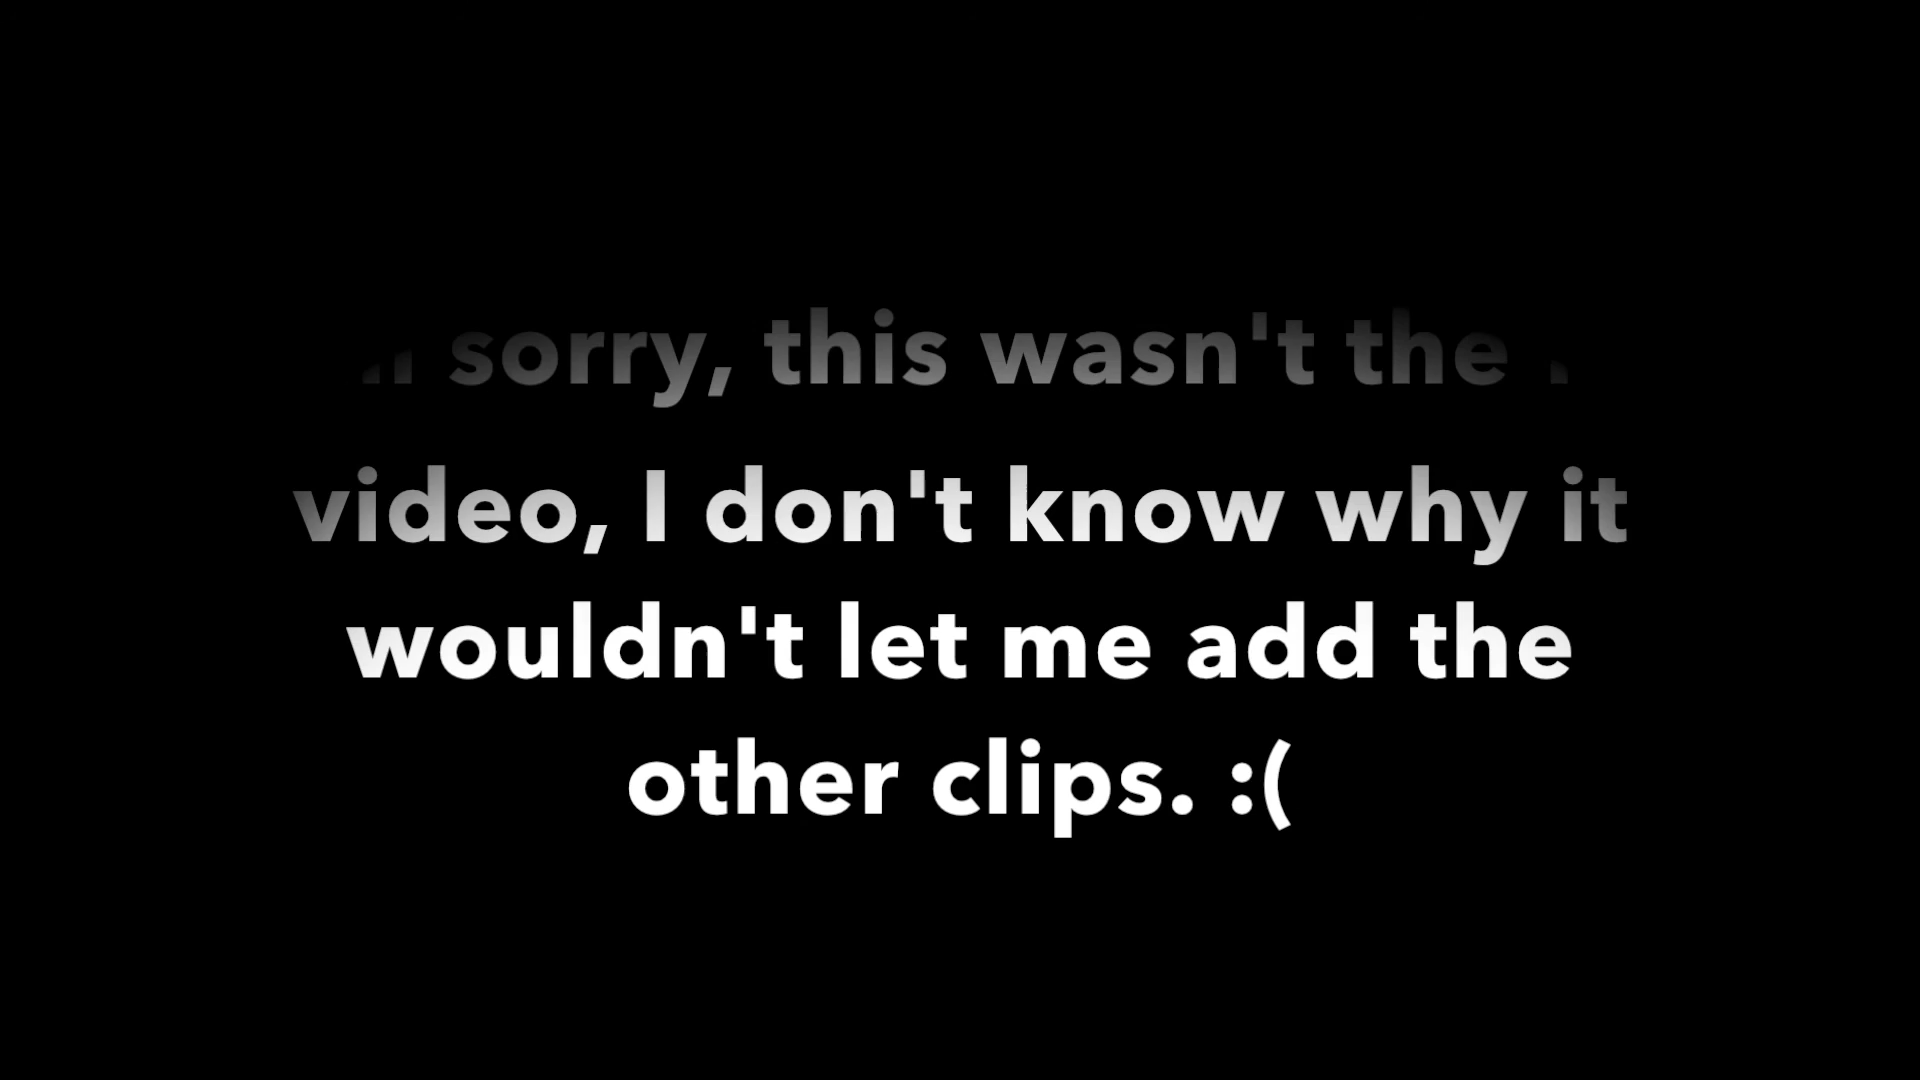 sorry, this wasn't the
video, I don't know why it
wouldn't let me add the
other clips. :(